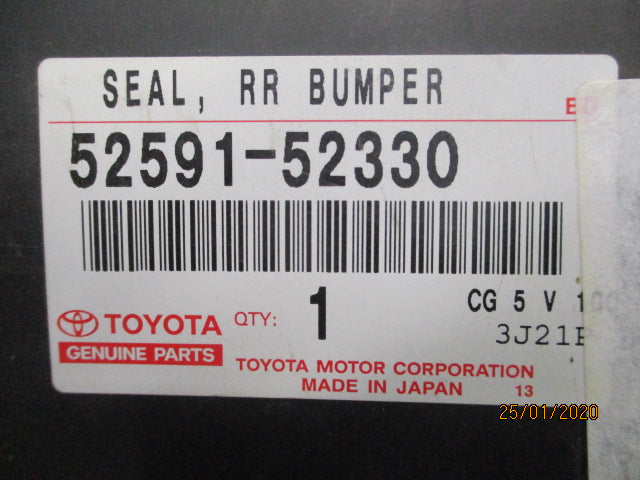 SEAL, RR BUMPER
52591-52330
TOYOTA
GENUINE PARTS
QTY: 1
CG 5 V
TOYOTA MOTOR CORPORATION
MADE IN JAPAN 13
25/01/2020